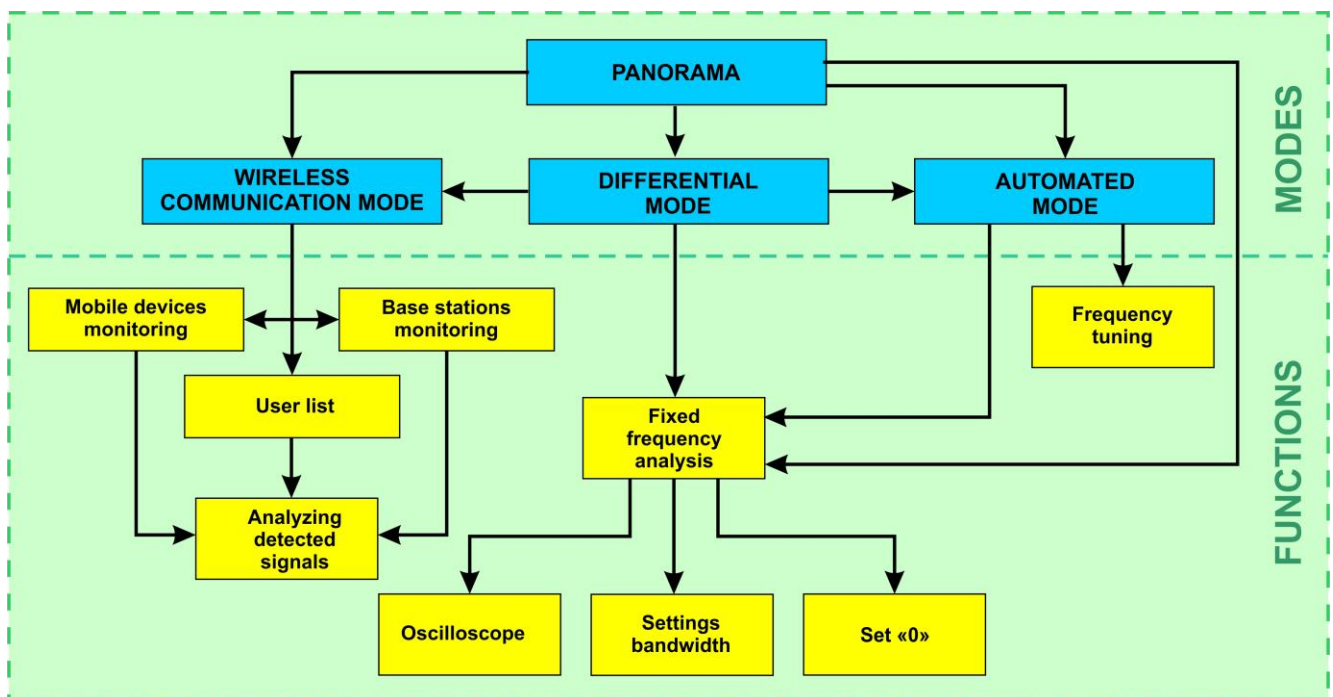 PANORAMA
WIRELESS
COMMUNICATION MODE
DIFFERENTIAL
MODE
AUTOMATED
MODE
MODES
Mobile devices
monitoring
Base stations
monitoring
Frequency
tuning
User list
Fixed
frequency
analysis
Analyzing
detected
signals
FUNCTIONS
Oscilloscope
Settings
bandwidth
Set «0»